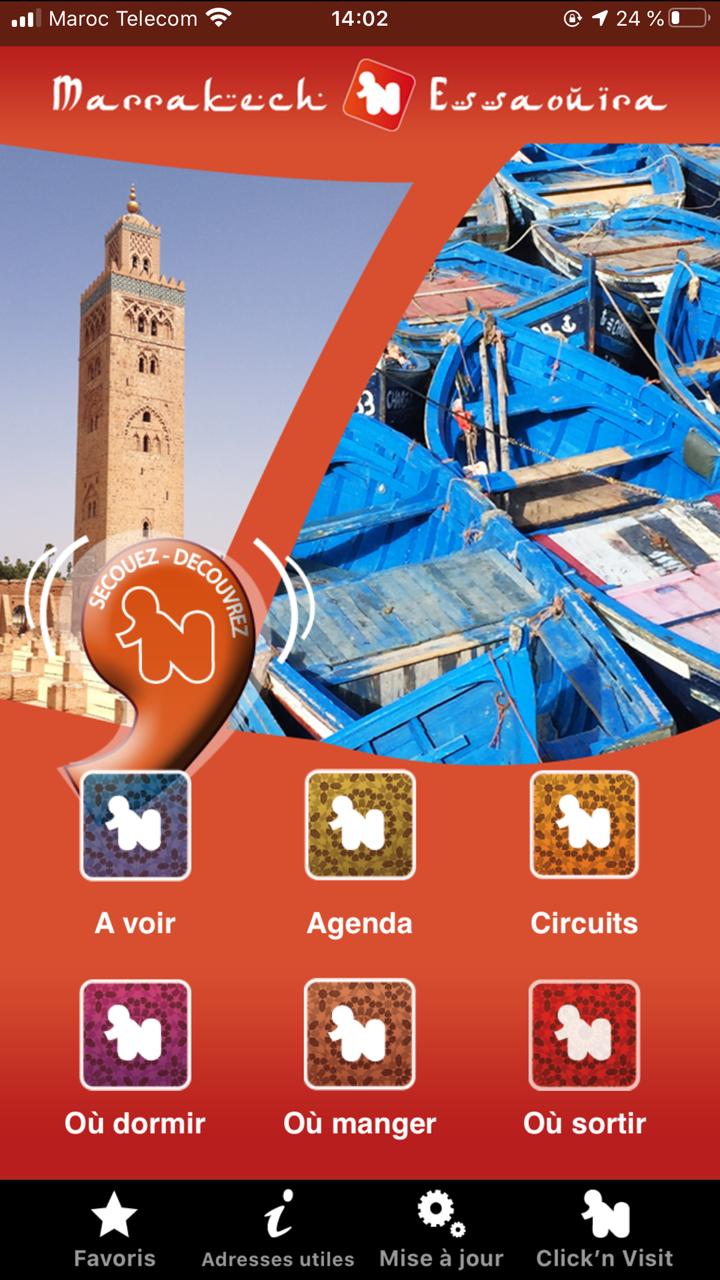 Maroc Telecom 14:02 24 %
Marrakech Essaouira
SECOUEZ - DECOUVREZ
A voir Agenda Circuits
Où dormir Où manger Où sortir
Favoris Adresses utiles Mise à jour Click'n Visit